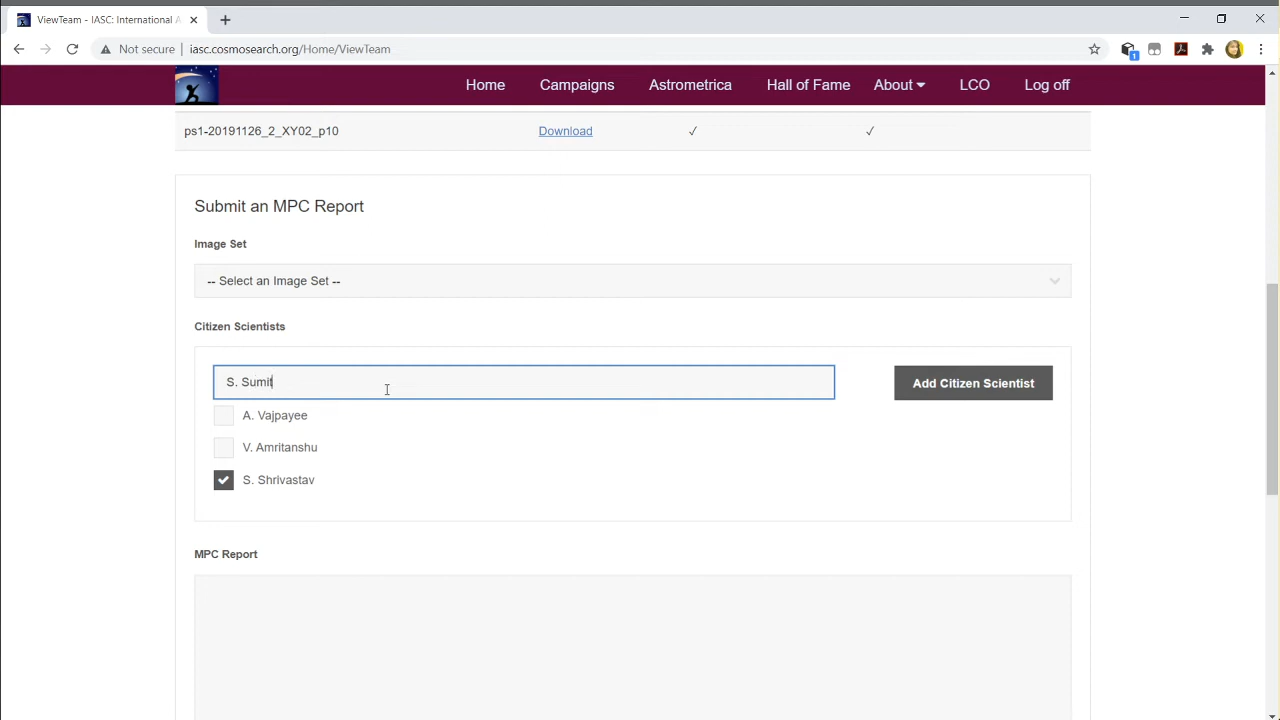 ViewTeam - IASC: International A
Not secure iasc.cosmosearch.org/Home/ViewTeam
1
Home Campaigns Astrometrica Hall of Fame About LCO Log off
ps1-20191126_2_XY02_p10 Download ✓ ✓
Submit an MPC Report
Image Set
-- Select an Image Set --
Citizen Scientists
S. Sumit
Add Citizen Scientist
A. Vajpayee
V. Amritanshu
S. Shrivastav
MPC Report